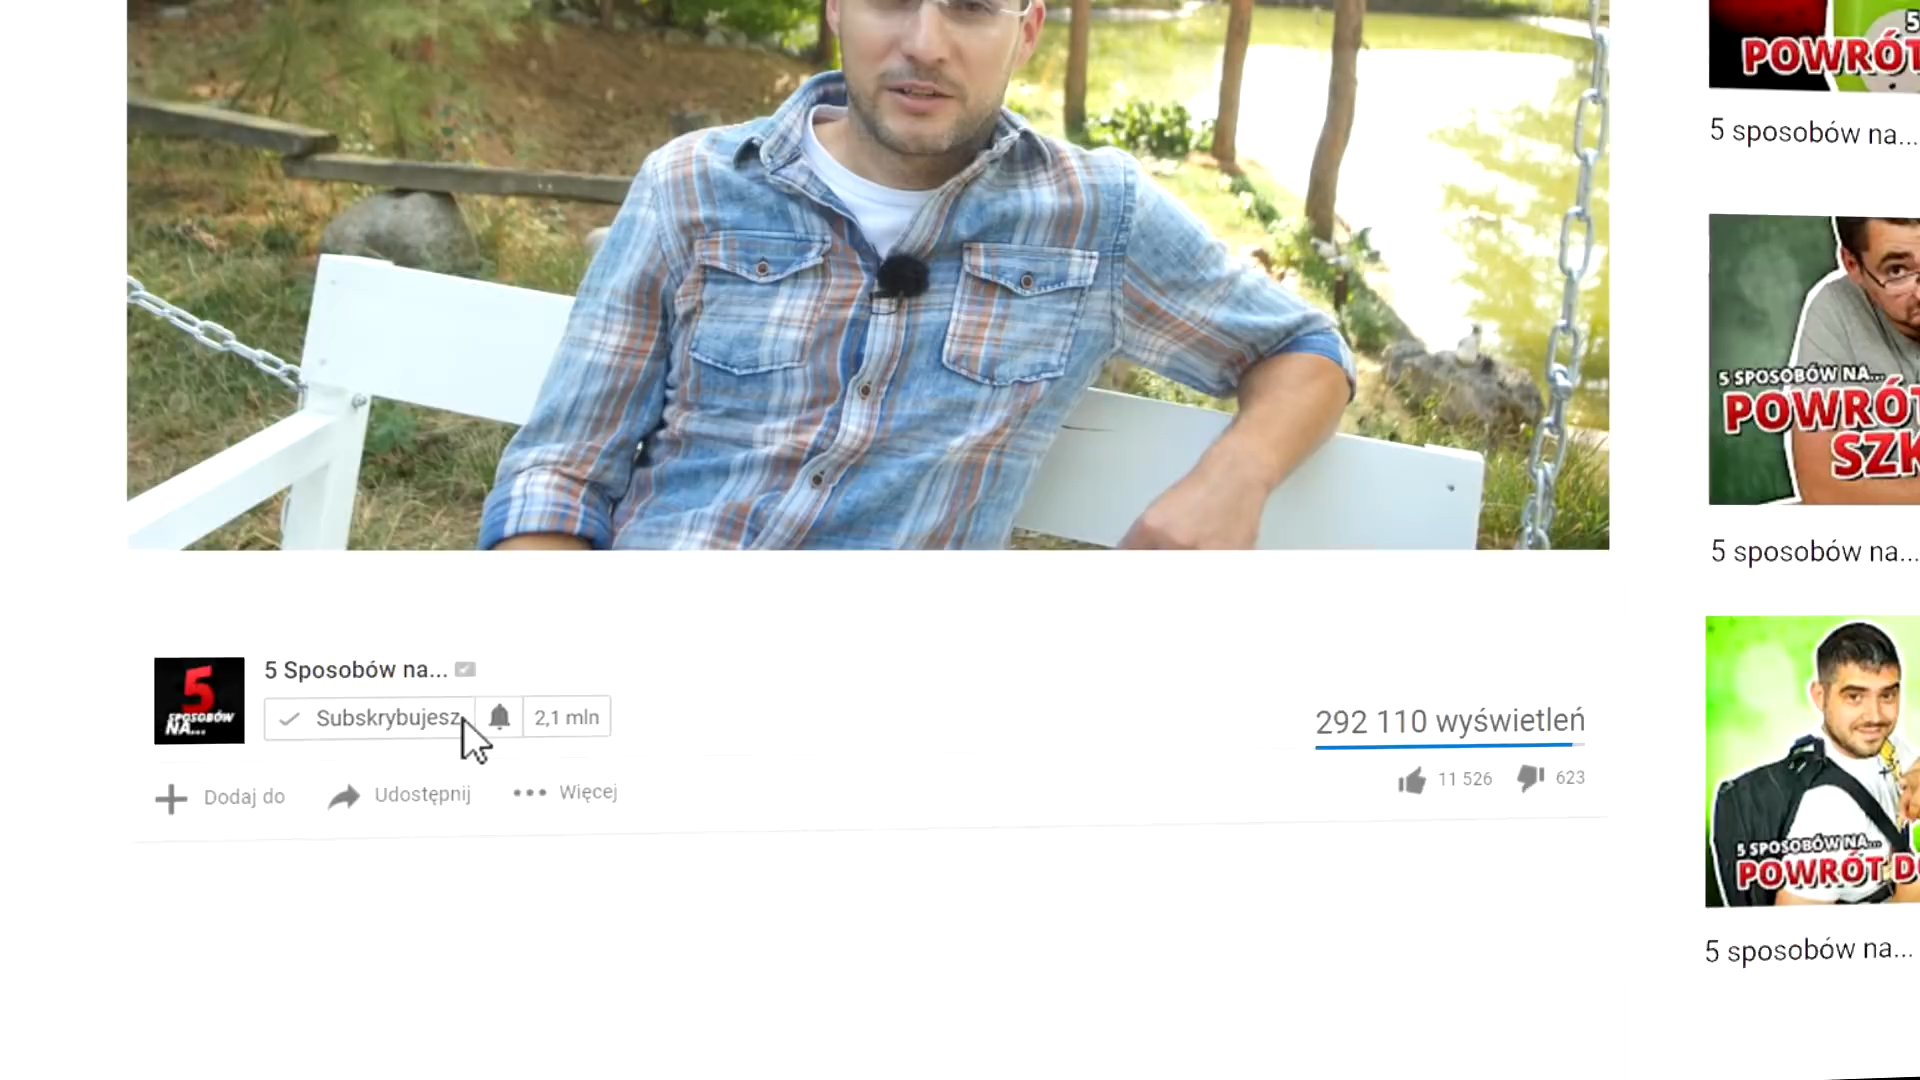 5
POWRÓT
5 sposobów na...
5 SPOSOBÓW NA...
POWRÓT
SZK
5 sposobów na...
5 SPOSOBÓW NA...
POWRÓT D
5 sposobów na...
5
SPOSOBÓW
NA...
5 Sposobów na...
Subskrybujesz
2,1 mln
292 110 wyświetleń
Dodaj do
Udostępnij
Więcej
11 526
623